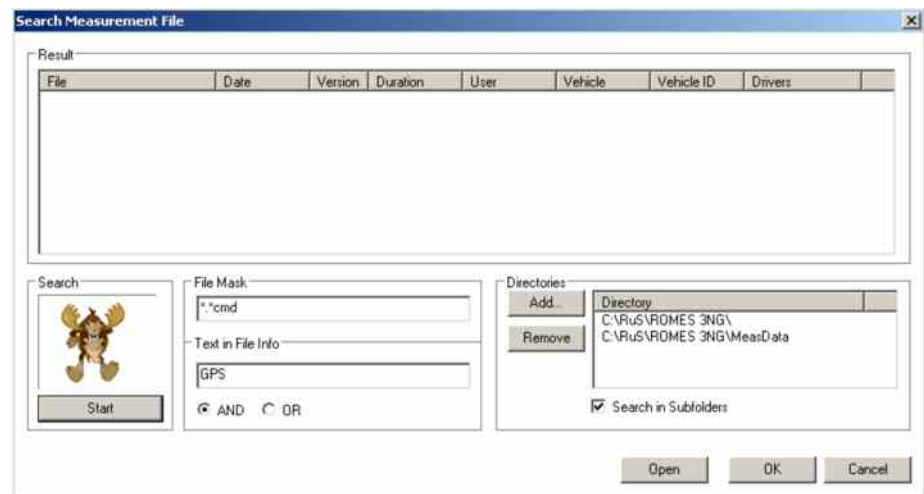 Search Measurement File
Result
File Date Version Duration User Vehicle Vehicle ID Drivers
Search
Start
File Mask
*.*cmd
Text in File Info
GPS
AND OR
Directories
Add...
Remove
Directory
C:\RuS\ROMES 3NG\
C:\RuS\ROMES 3NG\MeasData
Search in Subfolders
Open OK Cancel